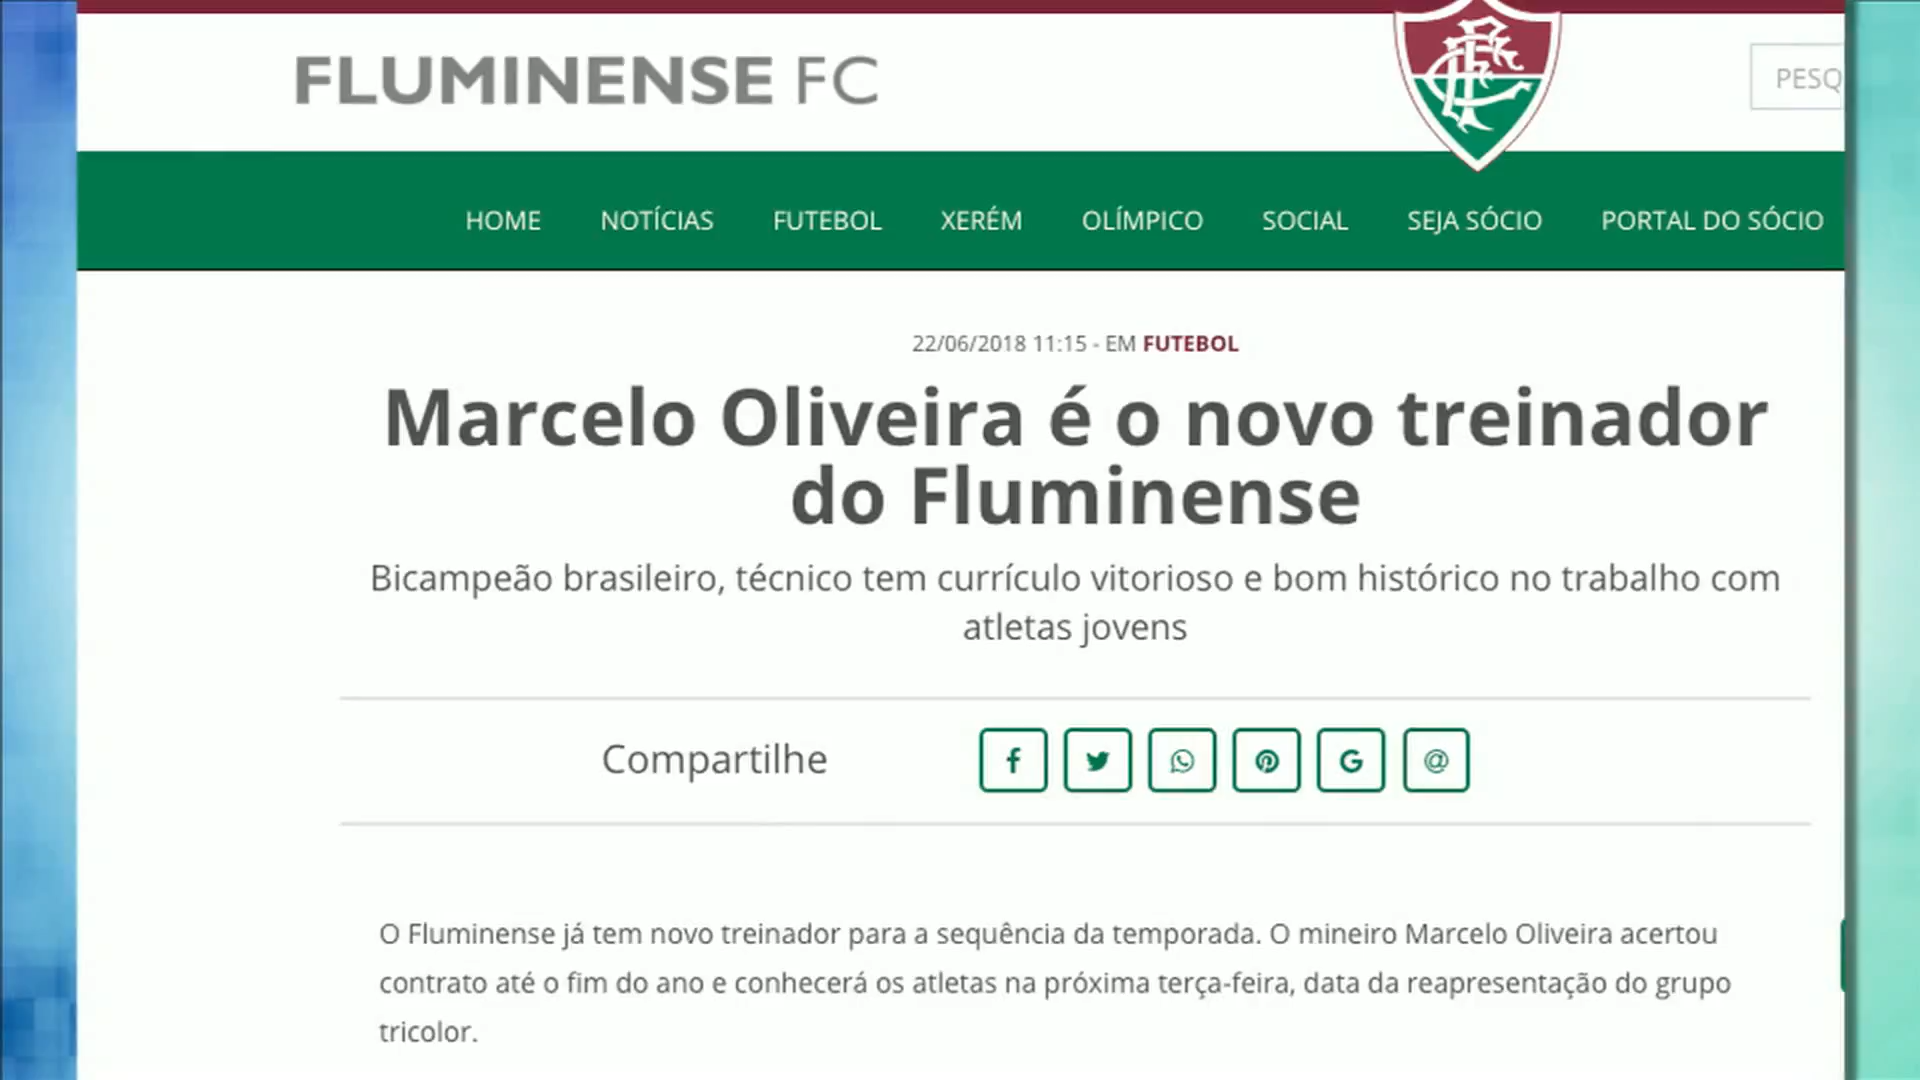 FLUMINENSE FC
PESQ
HOME NOTÍCIAS FUTEBOL XERÉM OLÍMPICO SOCIAL SEJA SÓCIO PORTAL DO SÓCIO
22/06/2018 11:15 - EM FUTEBOL
Marcelo Oliveira é o novo treinador
do Fluminense
Bicampeão brasileiro, técnico tem currículo vitorioso e bom histórico no trabalho com
atletas jovens
Compartilhe
O Fluminense já tem novo treinador para a sequência da temporada. O mineiro Marcelo Oliveira acertou
contrato até o fim do ano e conhecerá os atletas na próxima terça-feira, data da reapresentação do grupo
tricolor.